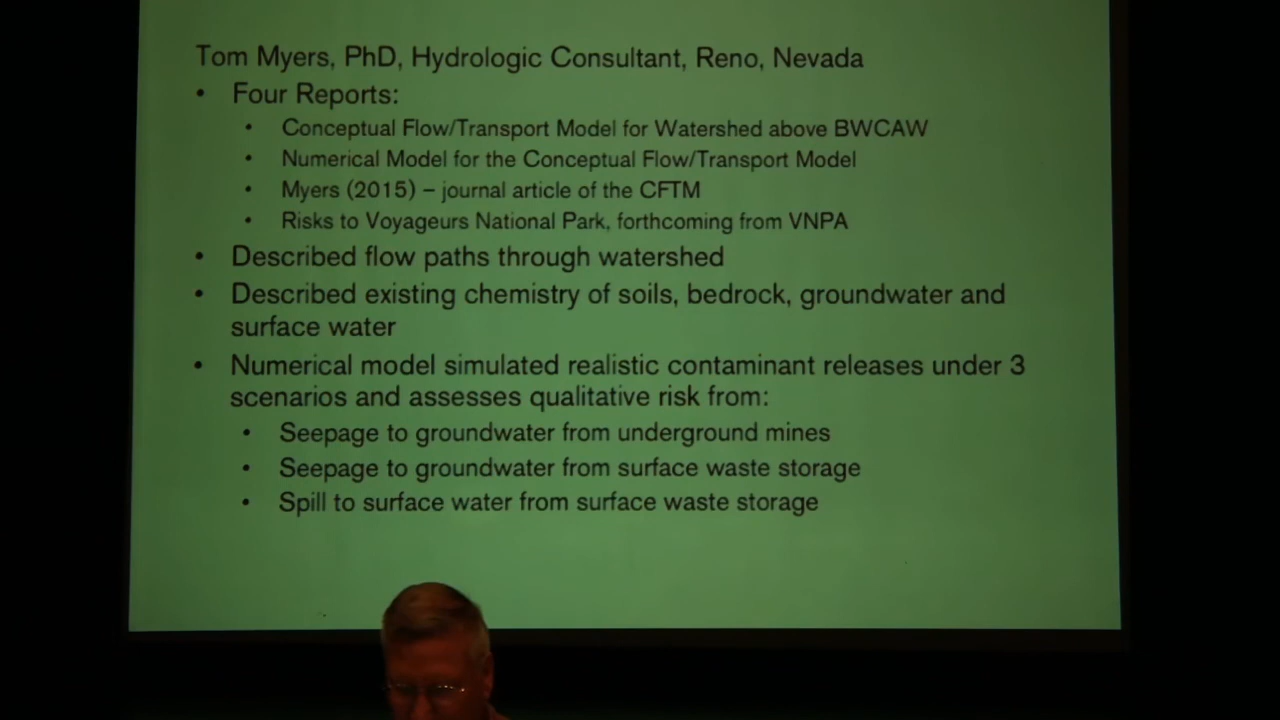 Tom Myers, PhD, Hydrologic Consultant, Reno, Nevada
• Four Reports:
• Conceptual Flow/Transport Model for Watershed above BWCAW
• Numerical Model for the Conceptual Flow/Transport Model
• Myers (2015) – journal article of the CFTM
• Risks to Voyageurs National Park, forthcoming from VNPA
• Described flow paths through watershed
• Described existing chemistry of soils, bedrock, groundwater and
surface water
• Numerical model simulated realistic contaminant releases under 3
scenarios and assesses qualitative risk from:
• Seepage to groundwater from underground mines
• Seepage to groundwater from surface waste storage
• Spill to surface water from surface waste storage